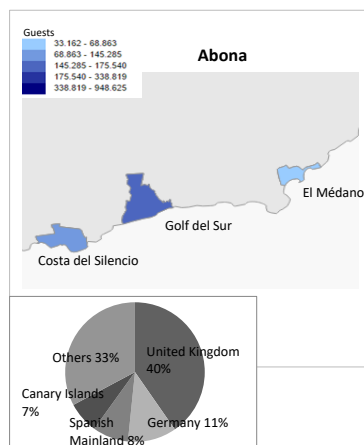 Guests
33.162 - 68.863
68.863 - 145.285
145.285 - 175.540
175.540 - 338.819
338.819 - 948.625
Abona
El Médano
Golf del Sur
Costa del Silencio
Others 33%
United Kingdom
40%
Canary Islands
7%
Spanish
Mainland 8%
Germany 11%